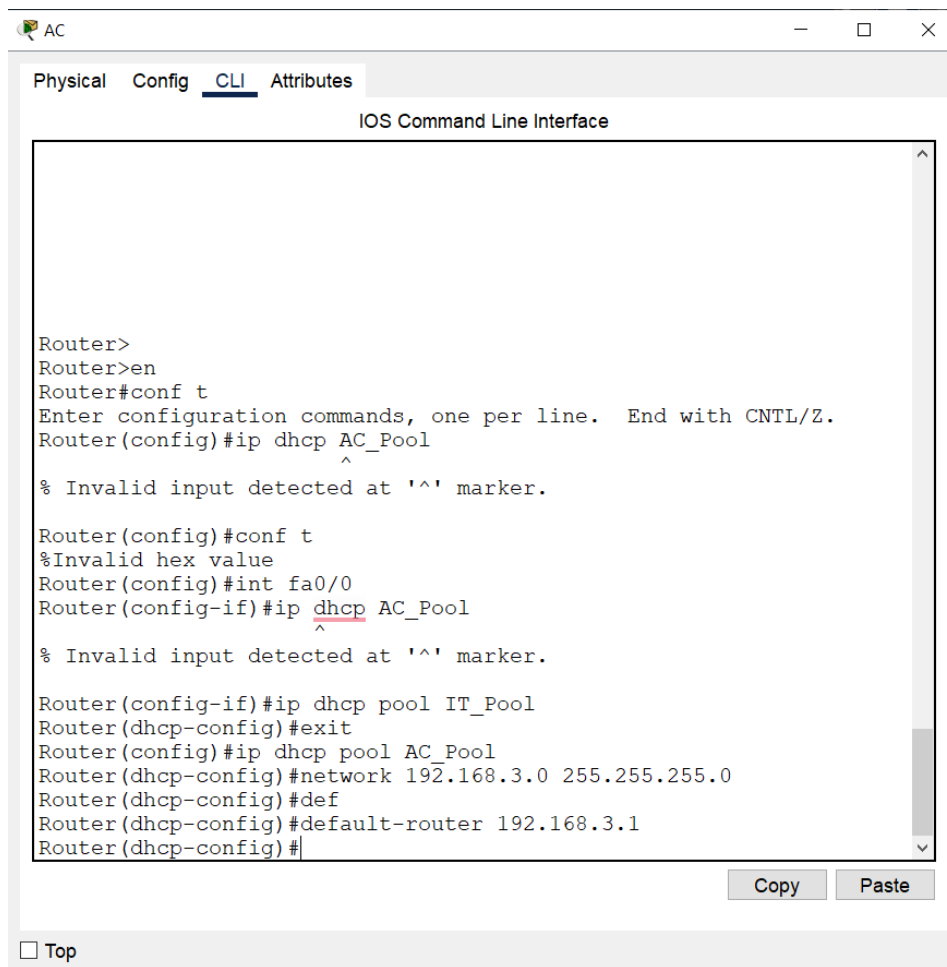 AC
Physical Config CLI Attributes
IOS Command Line Interface
Router>
Router>en
Router#conf t
Enter configuration commands, one per line.  End with CNTL/Z.
Router(config)#ip dhcp AC_Pool
^
% Invalid input detected at '^' marker.
Router(config)#conf t
%Invalid hex value
Router(config)#int fa0/0
Router(config-if)#ip dhcp AC_Pool
^
% Invalid input detected at '^' marker.
Router(config-if)#ip dhcp pool IT_Pool
Router(dhcp-config)#exit
Router(config)#ip dhcp pool AC_Pool
Router(dhcp-config)#network 192.168.3.0 255.255.255.0
Router(dhcp-config)#def
Router(dhcp-config)#default-router 192.168.3.1
Router(dhcp-config)#
Copy Paste
Top